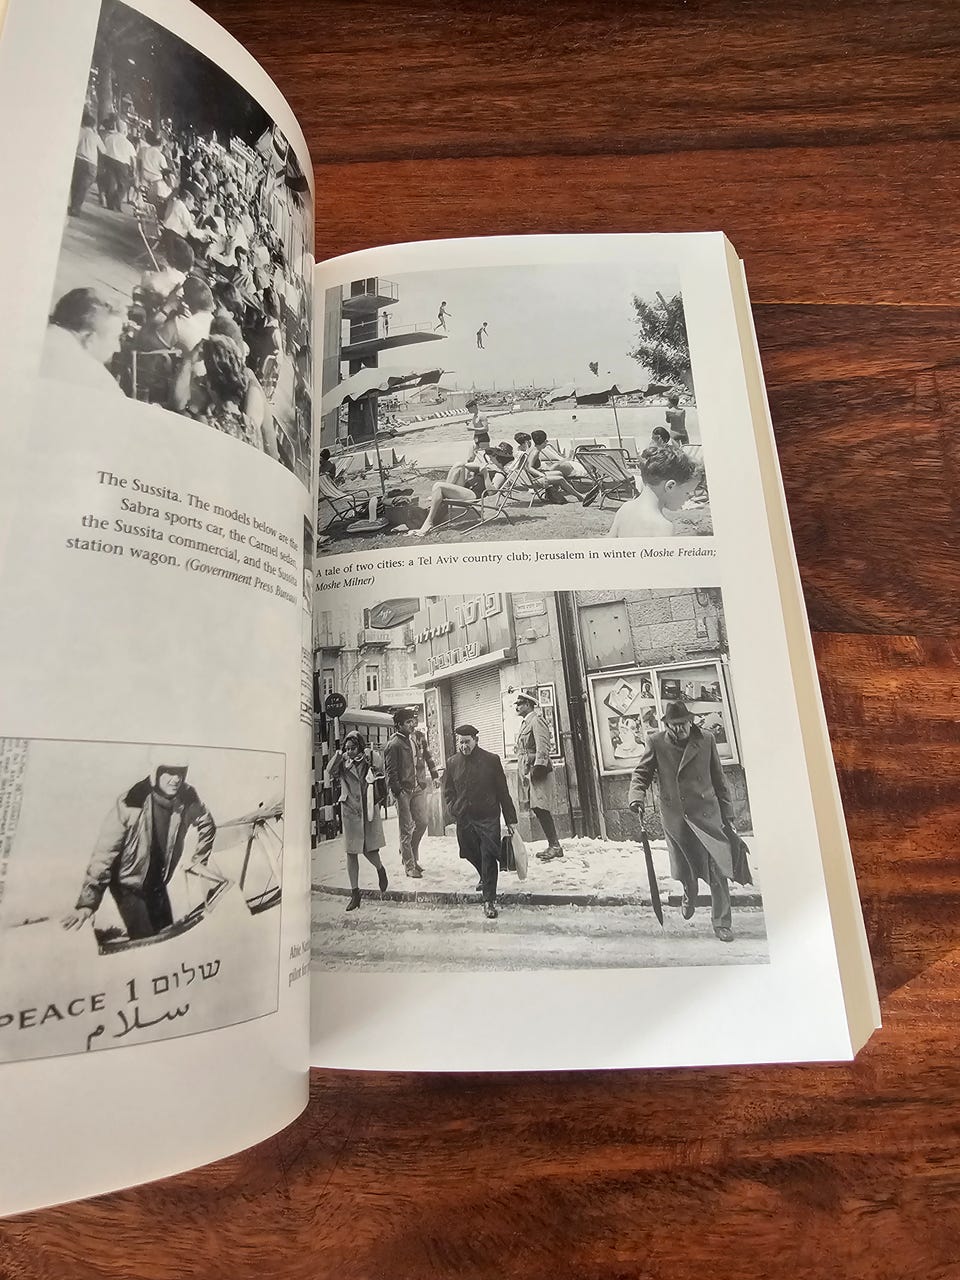 The Sussita. The models below are the
Sabra sports car, the Carmel sedan,
the Sussita commercial, and the Sussita
station wagon. (Government Press Bureau)
PEACE 1 שלום
سلام
A tale of two cities: a Tel Aviv country club; Jerusalem in winter (Moshe Freidan;
Moshe Milner)